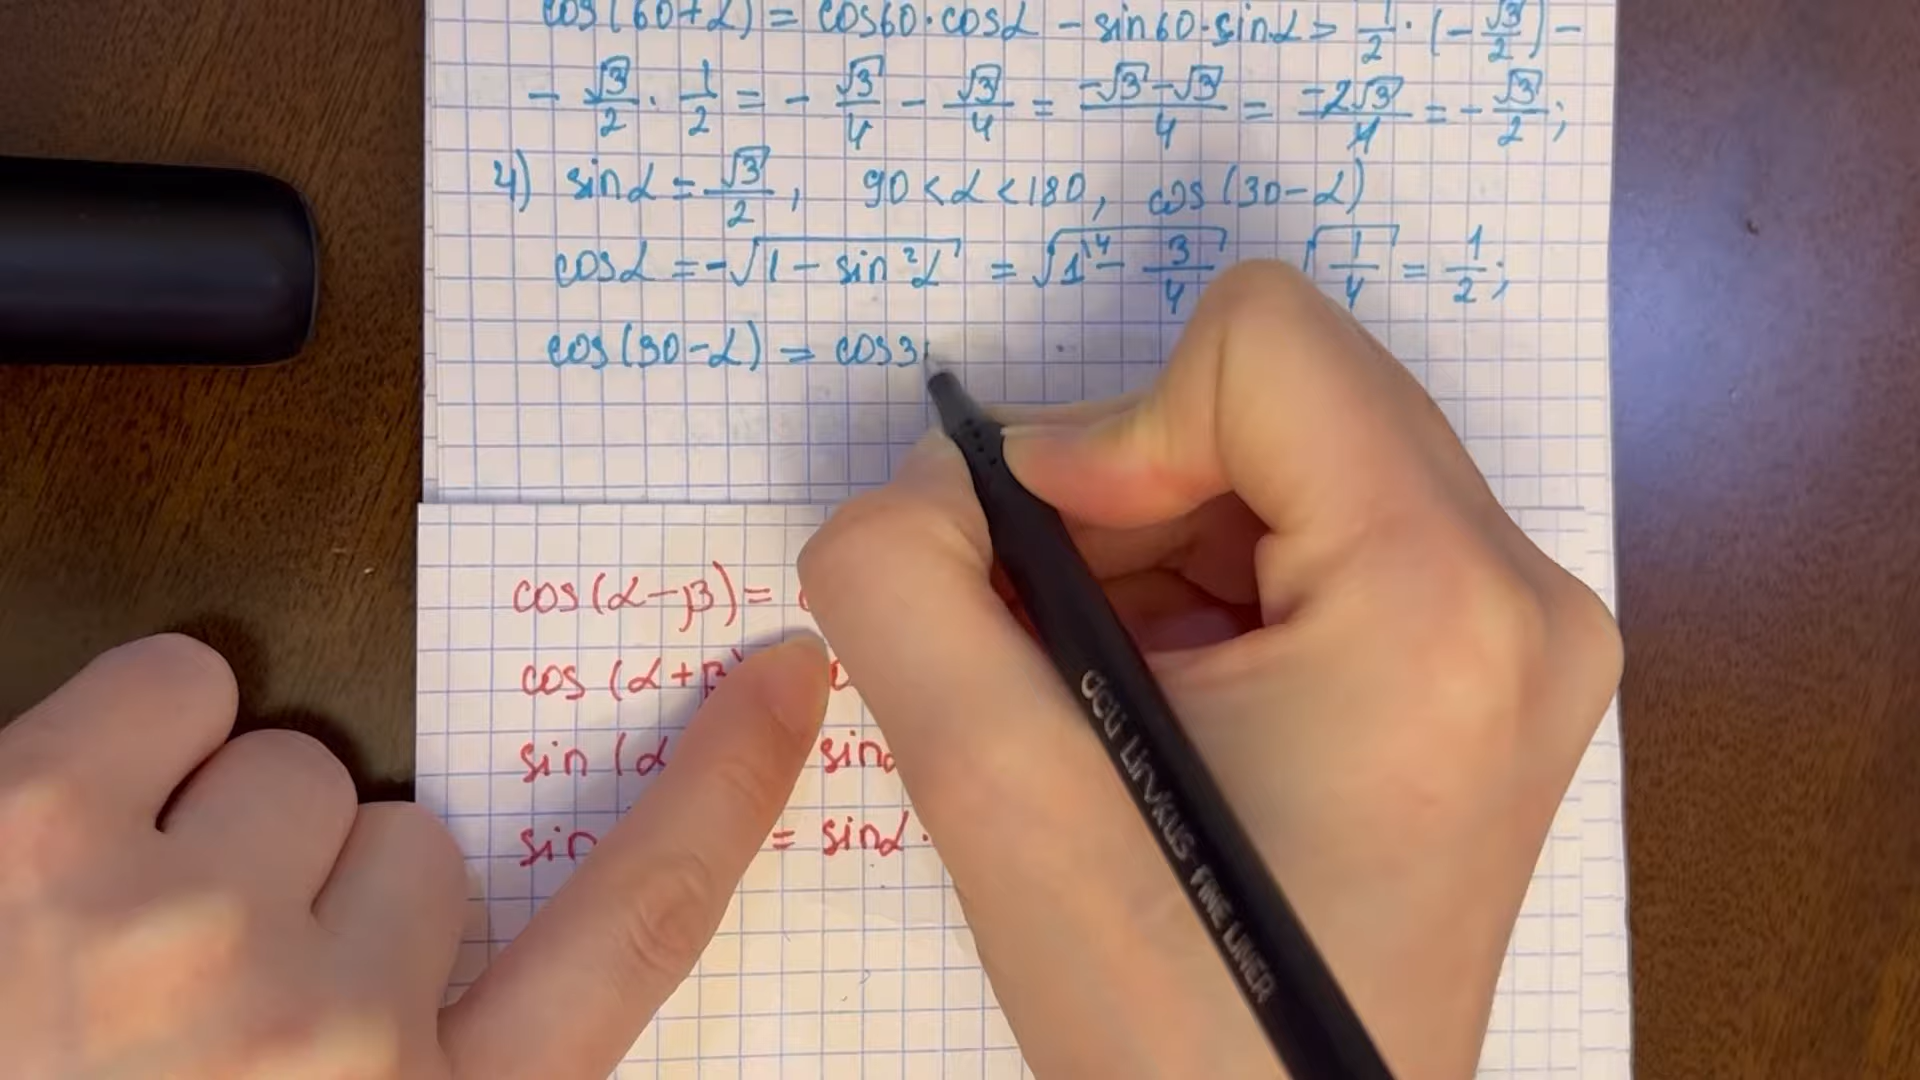 cos(60+α) = cos60·cosα - sin60·sinα = 1/2·(-√3/2)-
- √3/2 · 1/2 = - √3/4 - √3/4 = -√3-√3/4 = -2√3/4 = -√3/2;
4) sinα = √3/2, 90<α<180, cos(30-α)
cosα = -√1-sin²α = √1\4 - 3/4 √1/4 = 1/2;
cos(30-α) = cos3
cos(α-β)=
cos(α+β
sin(α sinα
sin = sinα·
deli Linvkus-FINE LINER